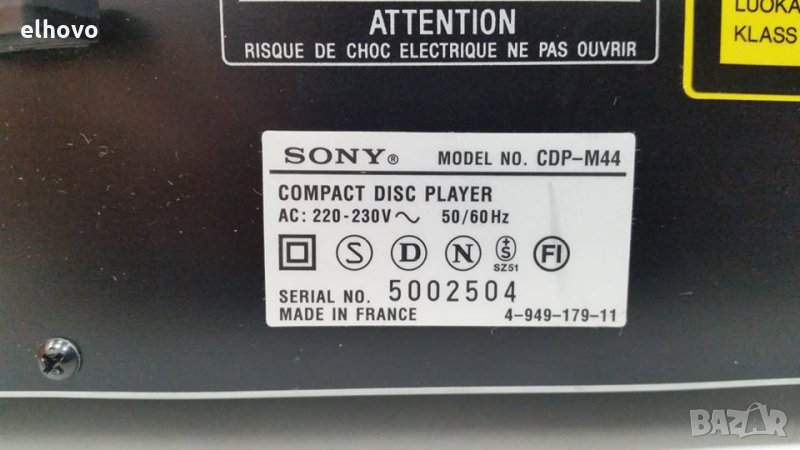 elhovo
ATTENTION
RISQUE DE CHOC ELECTRIQUE NE PAS OUVRIR
LUOKA
KLASS
SONY® MODEL NO. CDP-M44
COMPACT DISC PLAYER
AC: 220-230V~ 50/60Hz
S D N +S FI
SZ51
SERIAL NO. 5002504
MADE IN FRANCE 4-949-179-11
BAZAR